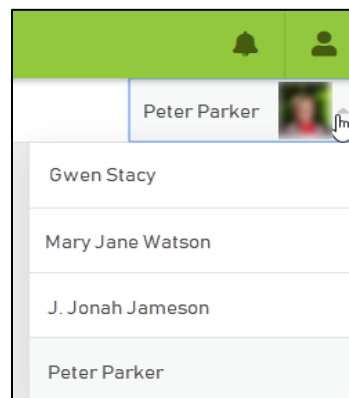 Peter Parker
Gwen Stacy
Mary Jane Watson
J. Jonah Jameson
Peter Parker